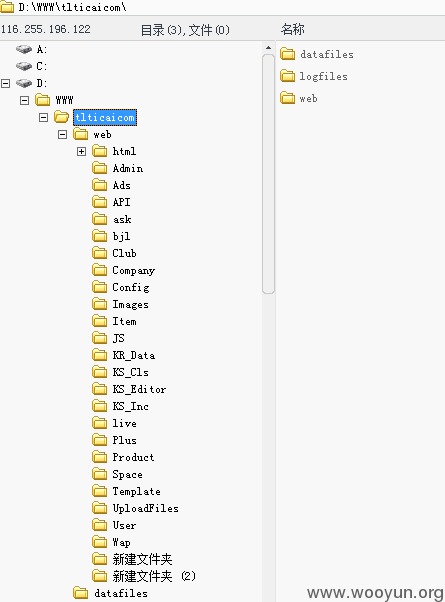 D:\WWW\tlticaicom\
116.255.196.122 目录(3),文件(0) 名称
A:
C:
D:
WWW
tlticaicom
web
html
Admin
Ads
API
ask
bjl
Club
Company
Config
Images
Item
JS
KR_Data
KS_Cls
KS_Editor
KS_Inc
live
Plus
Product
Space
Template
UploadFiles
User
Wap
新建文件夹
新建文件夹 (2)
datafiles
datafiles
logfiles
web
www.wooyun.org